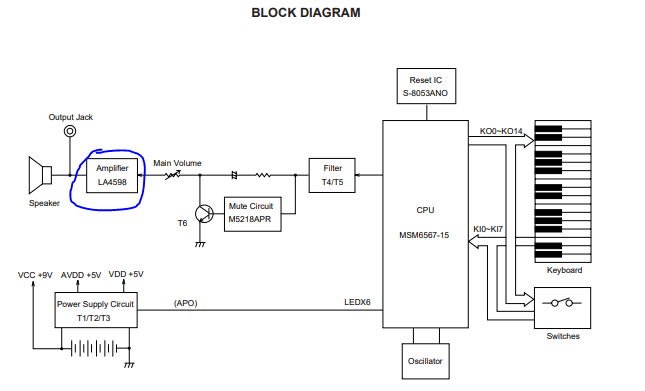 BLOCK DIAGRAM
Reset IC
S-8053ANO
Output Jack
KO0~KO14
Amplifier
LA4598
Main Volume
Filter
T4/T5
Speaker
Mute Circuit
M5218APR
T6
CPU
MSM6567-15
KI0~KI7
Keyboard
VCC +9V AVDD +5V VDD +5V
Power Supply Circuit
T1/T2/T3
(APO)
LEDX6
Switches
Oscillator